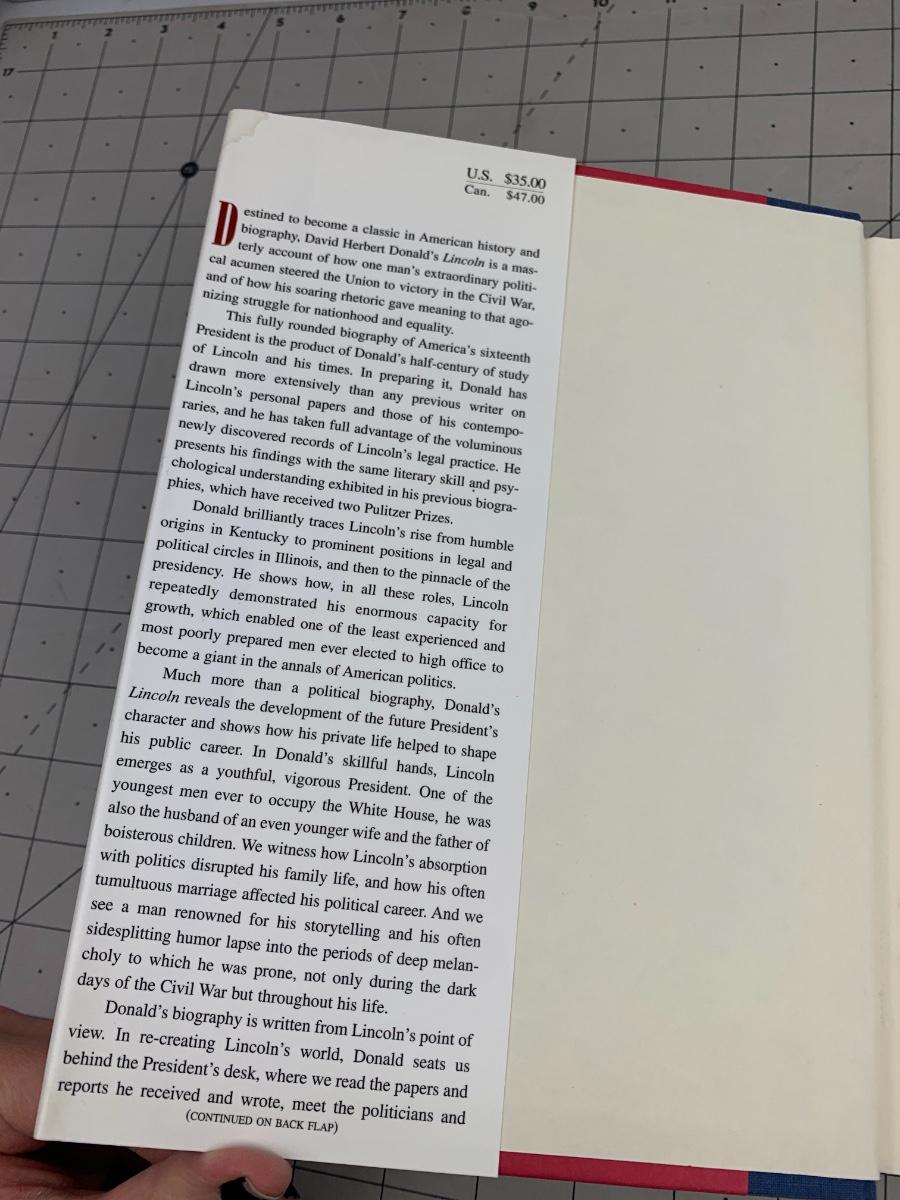 1 2 3 4 5 6 7 8 9 10
17
U.S. $35.00
Can. $47.00
Destined to become a classic in American history and
biography, David Herbert Donald's Lincoln is a mas-
terly account of how one man's extraordinary politi-
cal acumen steered the Union to victory in the Civil War,
and of how his soaring rhetoric gave meaning to that ago-
nizing struggle for nationhood and equality.
This fully rounded biography of America's sixteenth
President is the product of Donald's half-century of study
of Lincoln and his times. In preparing it, Donald has
drawn more extensively than any previous writer on
Lincoln's personal papers and those of his contempo-
raries, and he has taken full advantage of the voluminous
newly discovered records of Lincoln's legal practice. He
presents his findings with the same literary skill and psy-
chological understanding exhibited in his previous biogra-
phies, which have received two Pulitzer Prizes.
Donald brilliantly traces Lincoln's rise from humble
origins in Kentucky to prominent positions in legal and
political circles in Illinois, and then to the pinnacle of the
presidency. He shows how, in all these roles, Lincoln
repeatedly demonstrated his enormous capacity for
growth, which enabled one of the least experienced and
most poorly prepared men ever elected to high office to
become a giant in the annals of American politics.
Much more than a political biography, Donald's
Lincoln reveals the development of the future President's
character and shows how his private life helped to shape
his public career. In Donald's skillful hands, Lincoln
emerges as a youthful, vigorous President. One of the
youngest men ever to occupy the White House, he was
also the husband of an even younger wife and the father of
boisterous children. We witness how Lincoln's absorption
with politics disrupted his family life, and how his often
tumultuous marriage affected his political career. And we
see a man renowned for his storytelling and his often
sidesplitting humor lapse into the periods of deep melan-
choly to which he was prone, not only during the dark
days of the Civil War but throughout his life.
Donald's biography is written from Lincoln's point of
view. In re-creating Lincoln's world, Donald seats us
behind the President's desk, where we read the papers and
reports he received and wrote, meet the politicians and
(CONTINUED ON BACK FLAP)